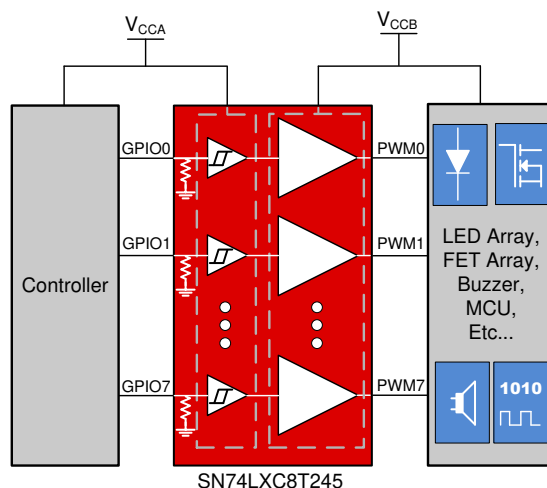 VCCA
VCCB
GPIO0
PWM0
GPIO1
PWM1
Controller
LED Array,
FET Array,
Buzzer,
MCU,
Etc...
GPIO7
PWM7
1010
SN74LXC8T245